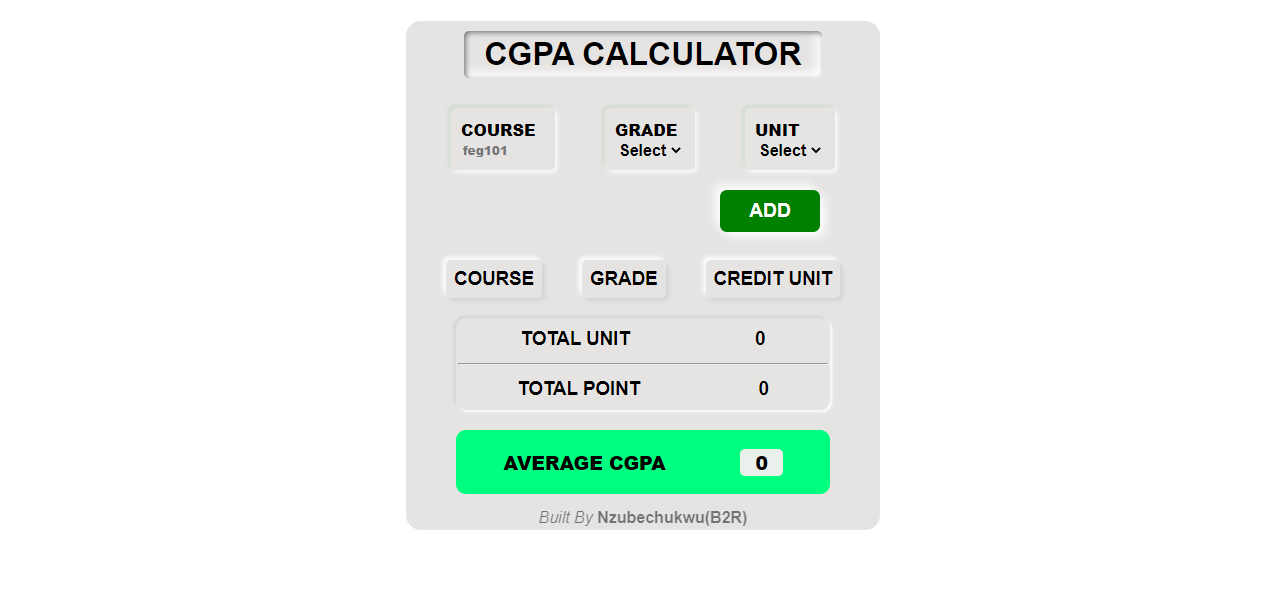 CGPA CALCULATOR
COURSE GRADE UNIT
feg101 Select Select
ADD
COURSE GRADE CREDIT UNIT
TOTAL UNIT 0
TOTAL POINT 0
AVERAGE CGPA 0
Built By Nzubechukwu(B2R)